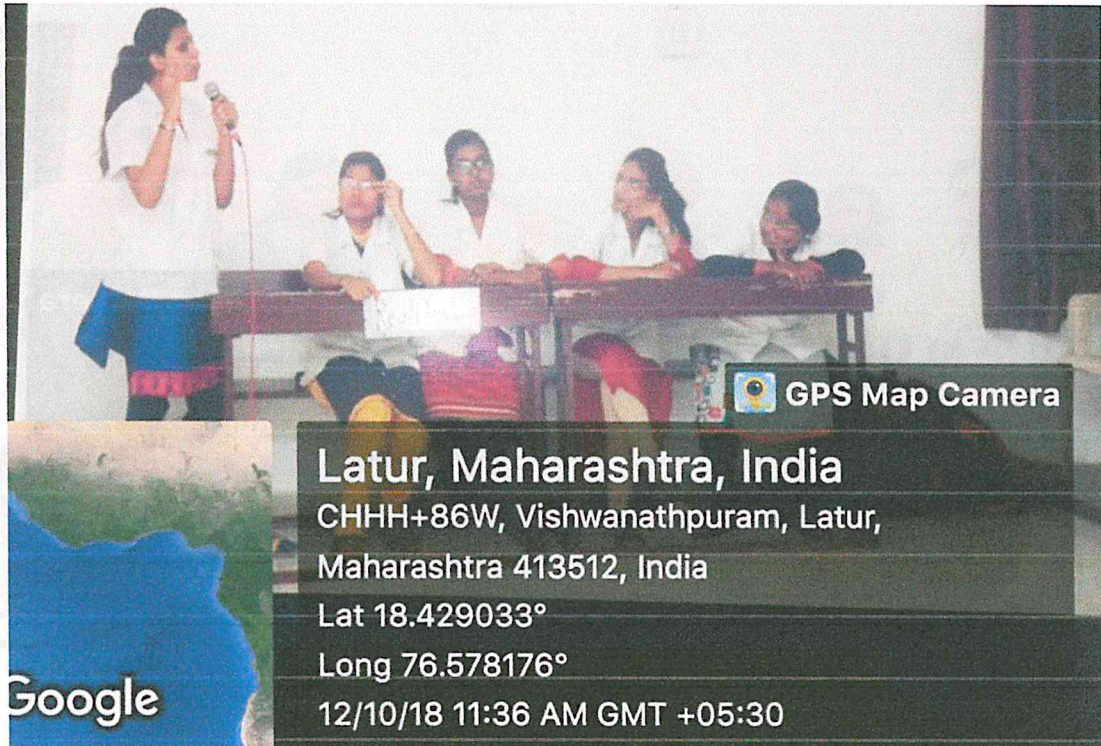 GPS Map Camera
Latur, Maharashtra, India
CHHH+86W, Vishwanathpuram, Latur,
Maharashtra 413512, India
Lat 18.429033°
Long 76.578176°
12/10/18 11:36 AM GMT +05:30
Google